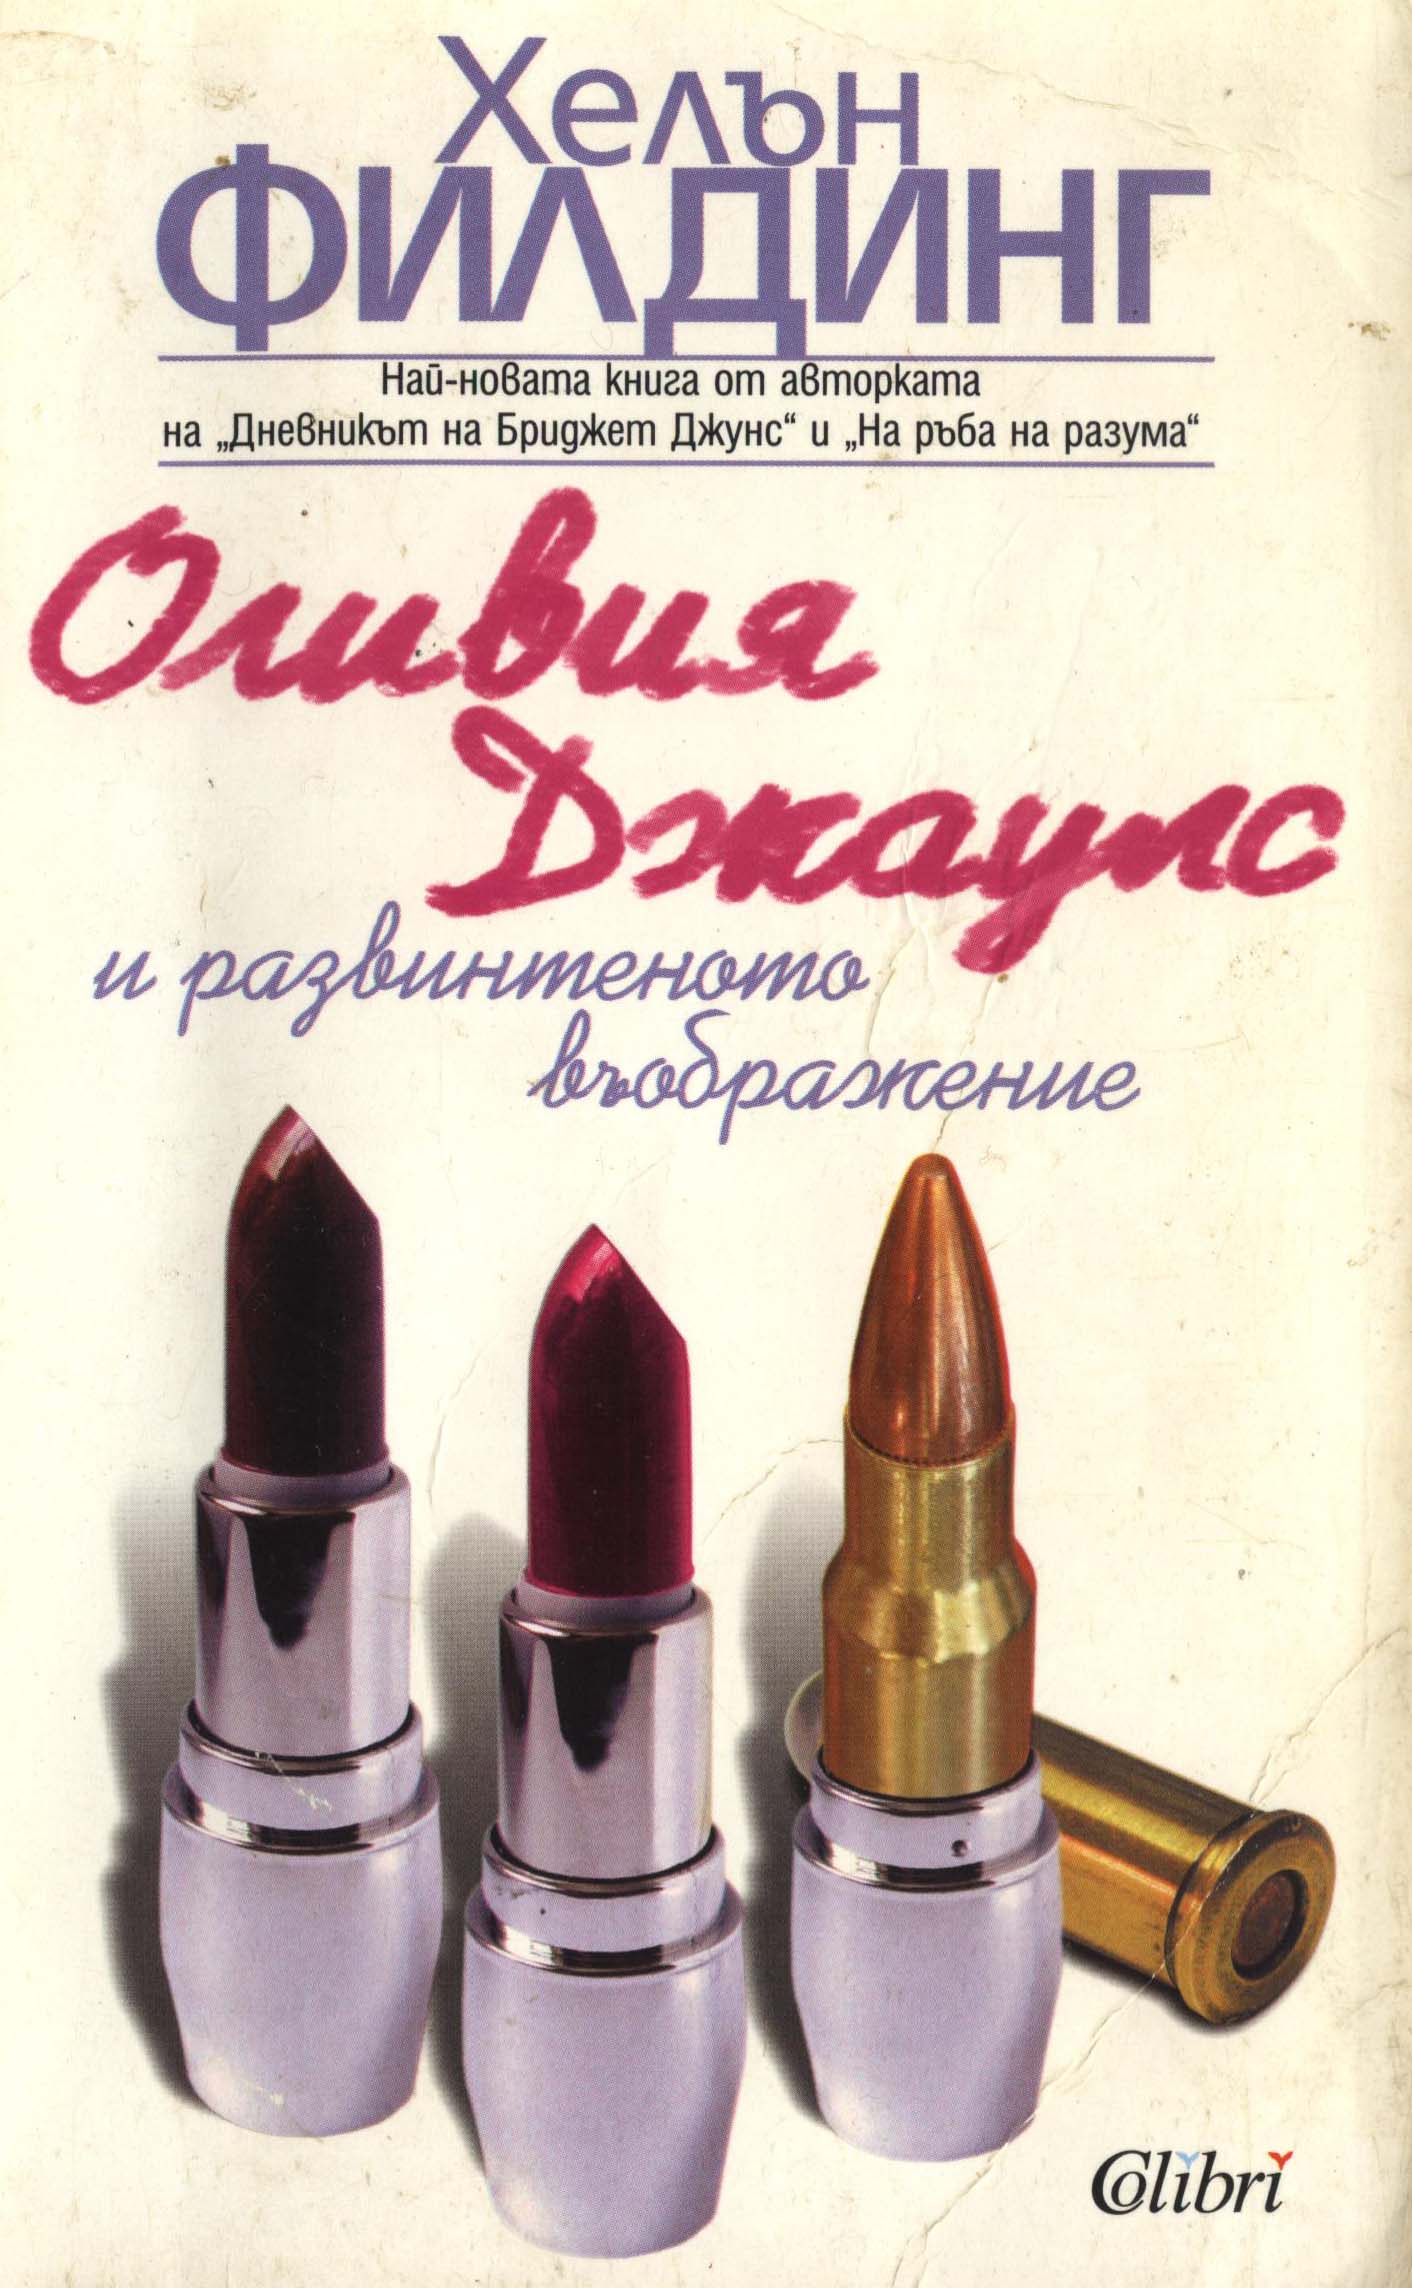 Хелън
ФИЛДИНГ
Най-новата книга от авторката
на „Дневникът на Бриджет Джунс“ и „На ръба на разума“
Оливия
Джаулс
и развинтеното
въображение
Colibri